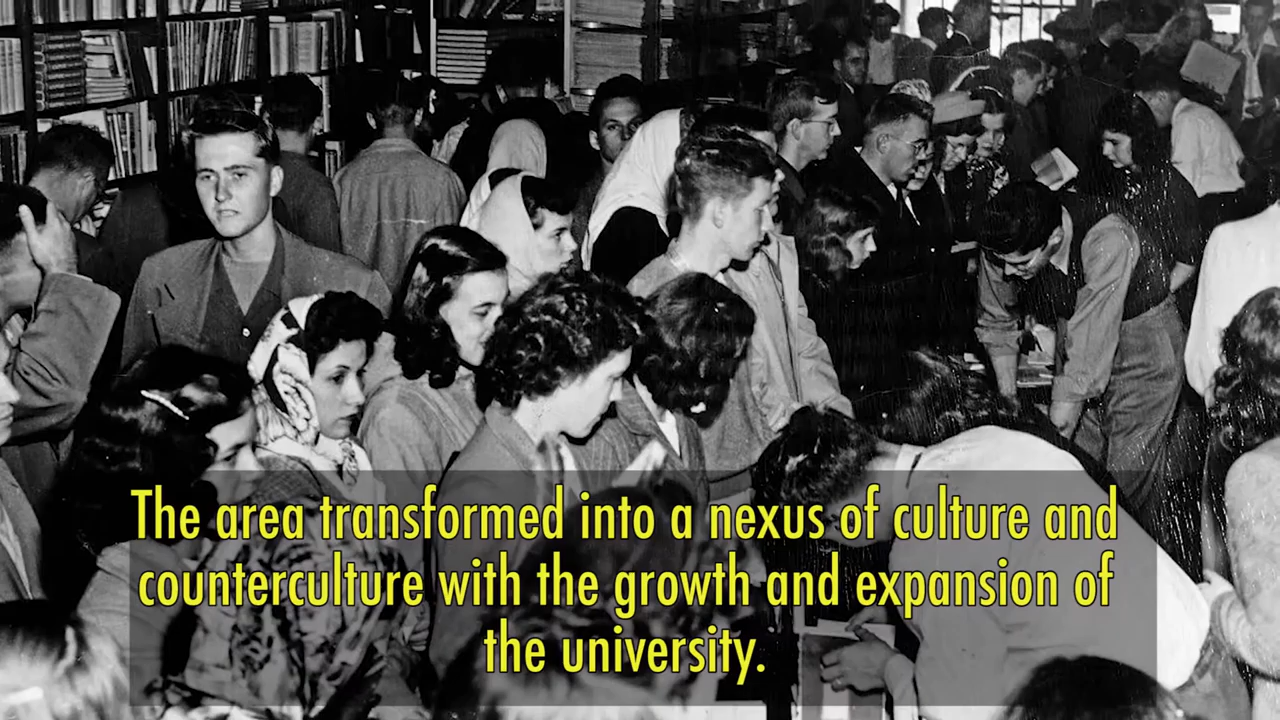 The area transformed into a nexus of culture and
counterculture with the growth and expansion of
the university.